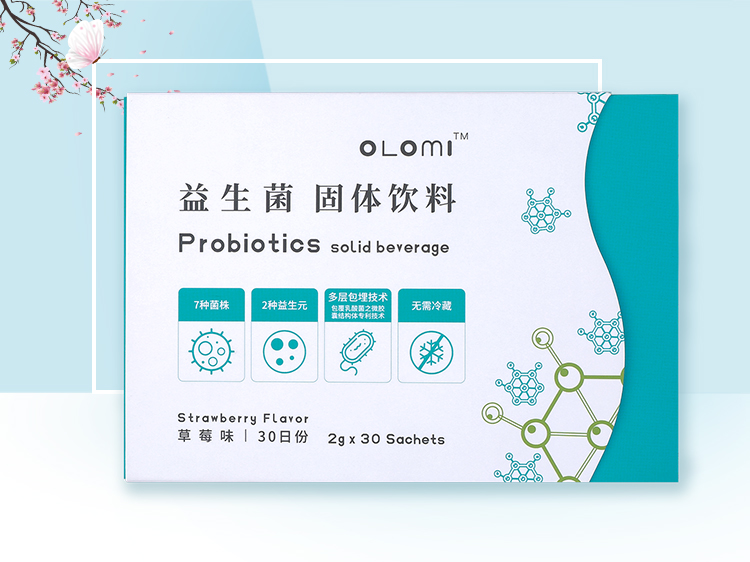 OLOMI™
益生菌 固体饮料
Probiotics solid beverage
7种菌株
2种益生元
多层包埋技术
包覆乳酸菌之微胶
囊结构体专利技术
无需冷藏
Strawberry Flavor
草莓味 | 30日份 2g x 30 Sachets